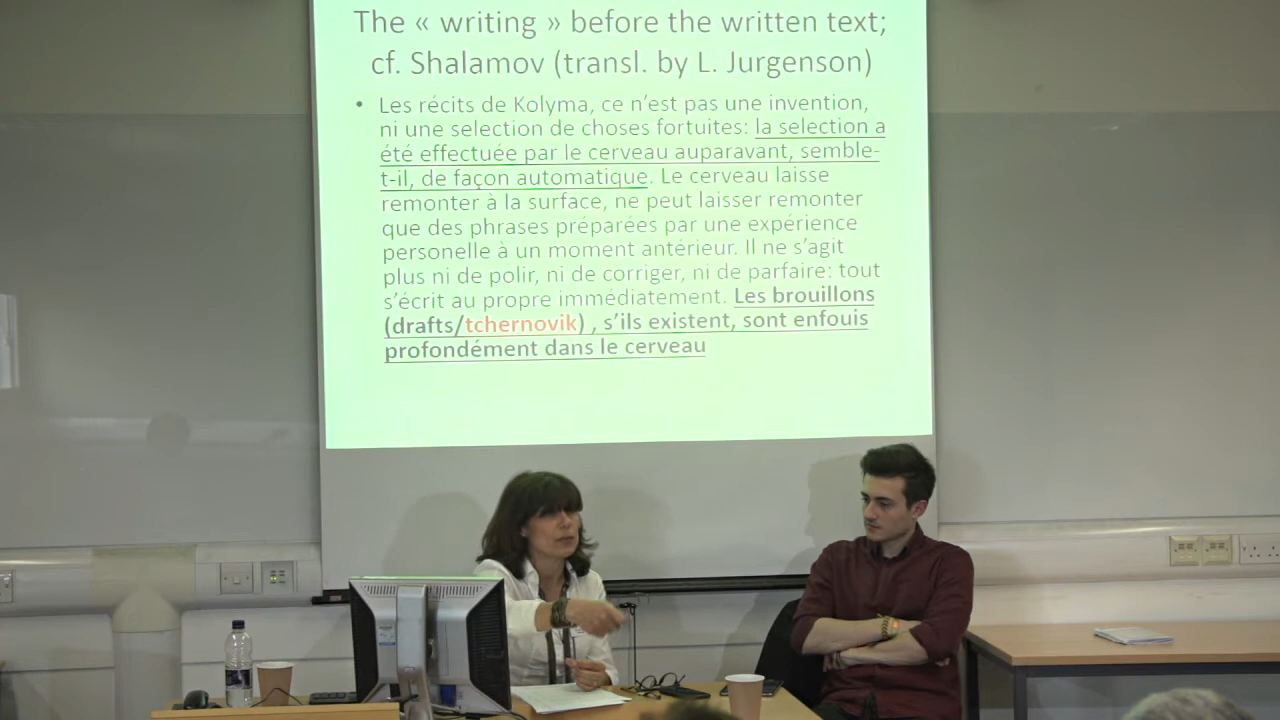 The « writing » before the written text;
cf. Shalamov (transl. by L. Jurgenson)
• Les récits de Kolyma, ce n’est pas une invention,
ni une selection de choses fortuites: la selection a
été effectuée par le cerveau auparavant, semble-
t-il, de façon automatique. Le cerveau laisse
remonter à la surface, ne peut laisser remonter
que des phrases préparées par une expérience
personelle à un moment antérieur. Il ne s’agit
plus ni de polir, ni de corriger, ni de parfaire: tout
s’écrit au propre immédiatement. Les brouillons
(drafts/tchernovik) , s’ils existent, sont enfouis
profondément dans le cerveau